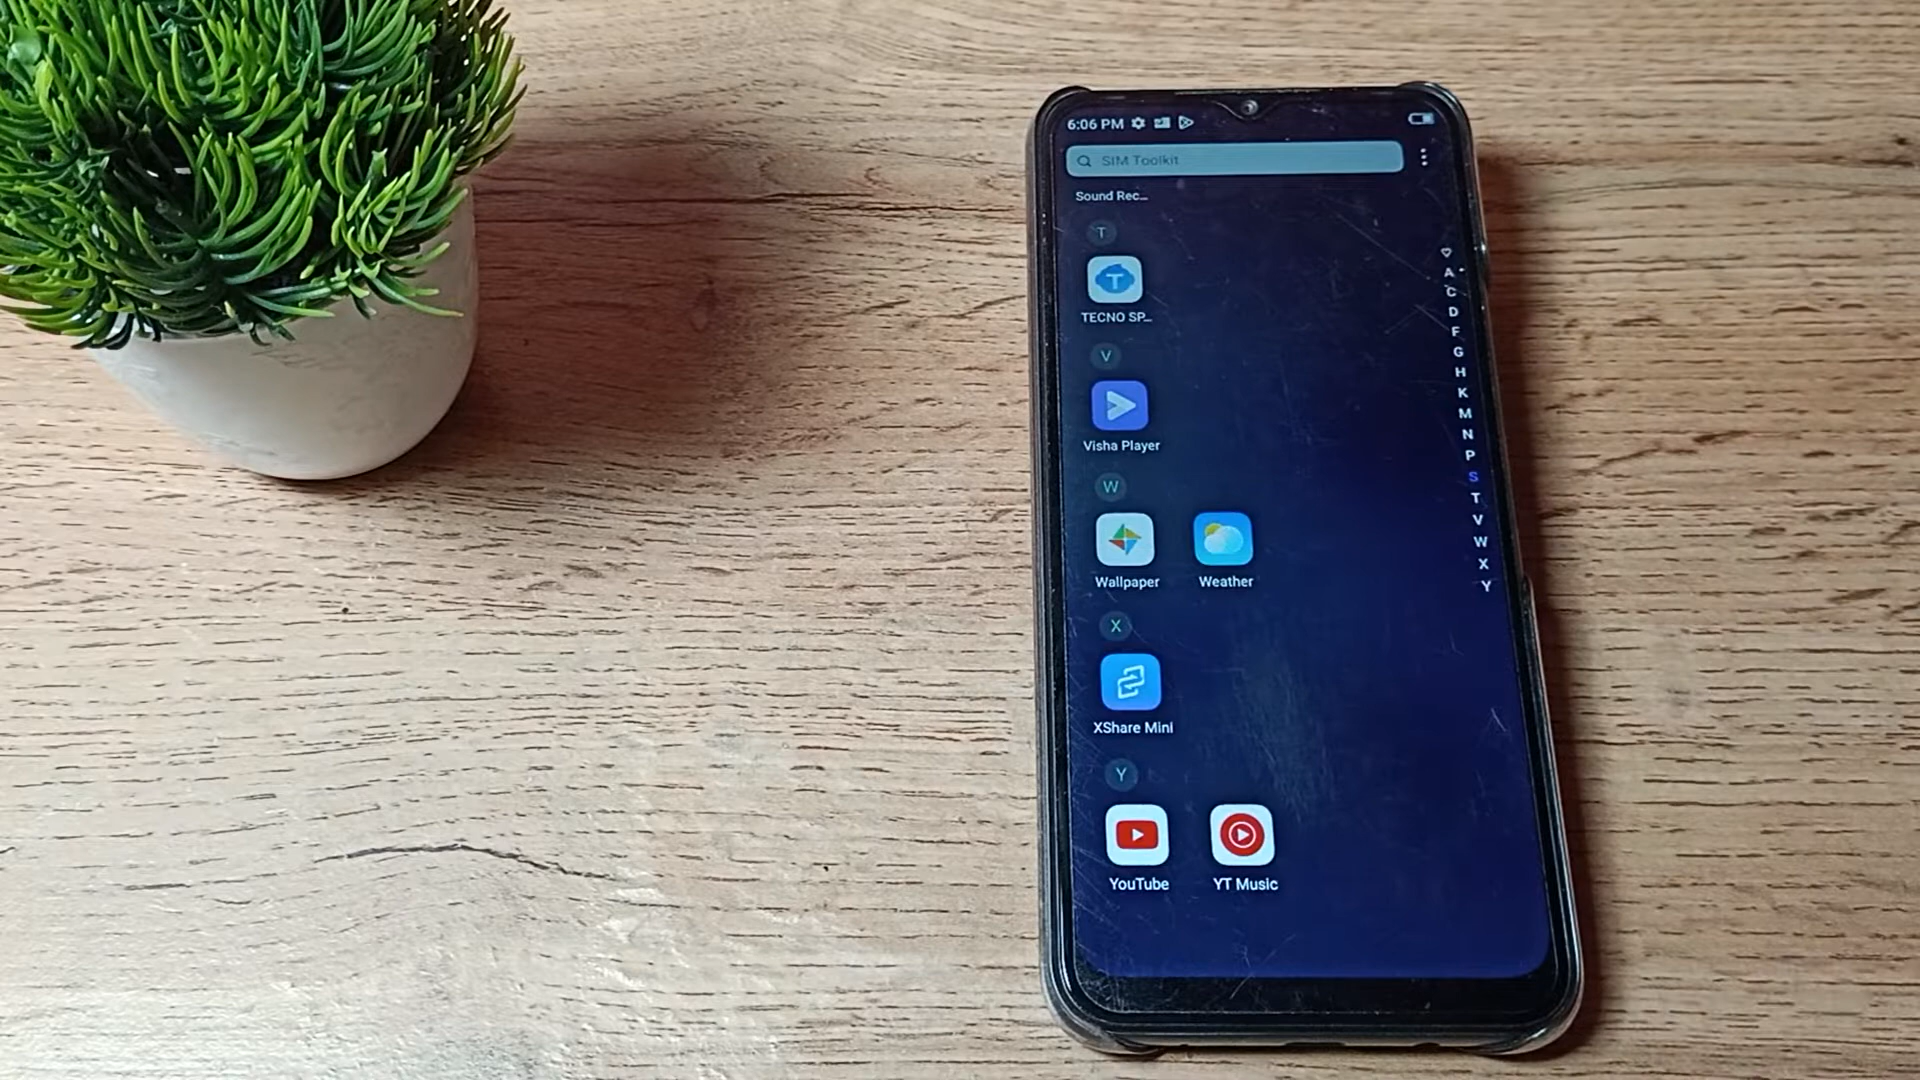 6:06 PM
SIM Toolkit
Sound Rec...
T
T
TECNO SP...
V
Visha Player
W
Wallpaper
Weather
X
XShare Mini
Y
YouTube
YT Music
A
C
D
F
G
H
K
M
N
P
S
T
V
W
X
Y